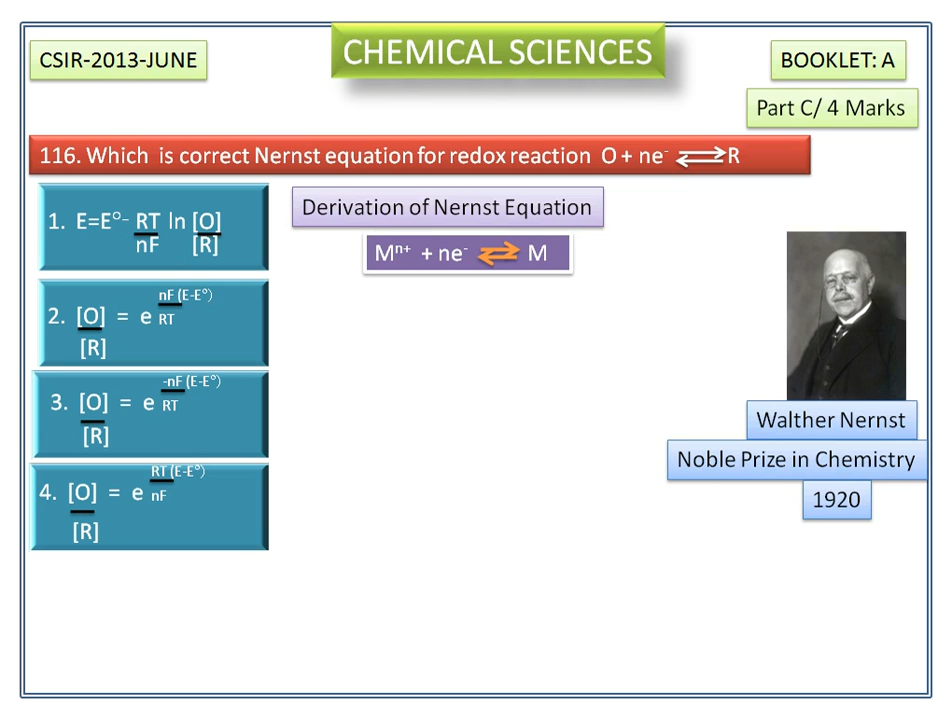 CHEMICAL SCIENCES
CSIR-2013-JUNE
BOOKLET: A
Part C/ 4 Marks
116. Which is correct Nernst equation for redox reaction O + ne⁻ ⇌ R
1. E=E°– RT ln [O]
nF [R]
2. [O] = e nF (E-E°)
RT
[R]
3. [O] = e -nF (E-E°)
RT
[R]
4. [O] = e RT (E-E°)
nF
[R]
Derivation of Nernst Equation
Mⁿ⁺ + ne⁻ ⇌ M
Walther Nernst
Noble Prize in Chemistry
1920